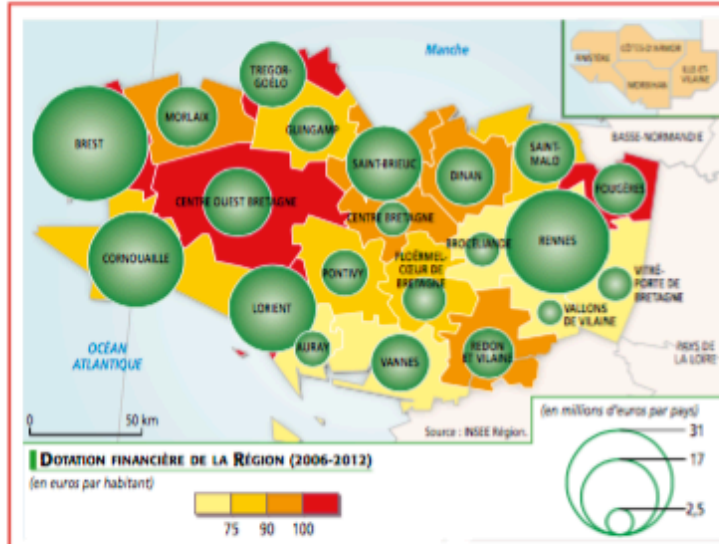 Manche
FINISTÈRE
CÔTES-D'ARMOR
ILLE-ET-
VILAINE
MORBIHAN
BASSE-NORMANDIE
TREGOR-
GOËLO
MORLAIX
GUINGAMP
BREST
SAINT-BRIEUC
DINAN
SAINT-
MALO
FOUGÈRES
CENTRE OUEST BRETAGNE
CENTRE BRETAGNE
BROCÉLIANDE
RENNES
CORNOUAILLE
PLOËRMEL-
CŒUR DE
BRETAGNE
PONTIVY
VITRÉ-
PORTE DE
BRETAGNE
LORIENT
VALLONS
DE VILAINE
AURAY
VANNES
REDON
ET VILAINE
OCÉAN
ATLANTIQUE
PAYS DE
LA LOIRE
0 50 km
Source : INSEE Région.
DOTATION FINANCIÈRE DE LA RÉGION (2006-2012)
(en euros par habitant)
75 90 100
(en millions d'euros par pays)
31
17
2,5